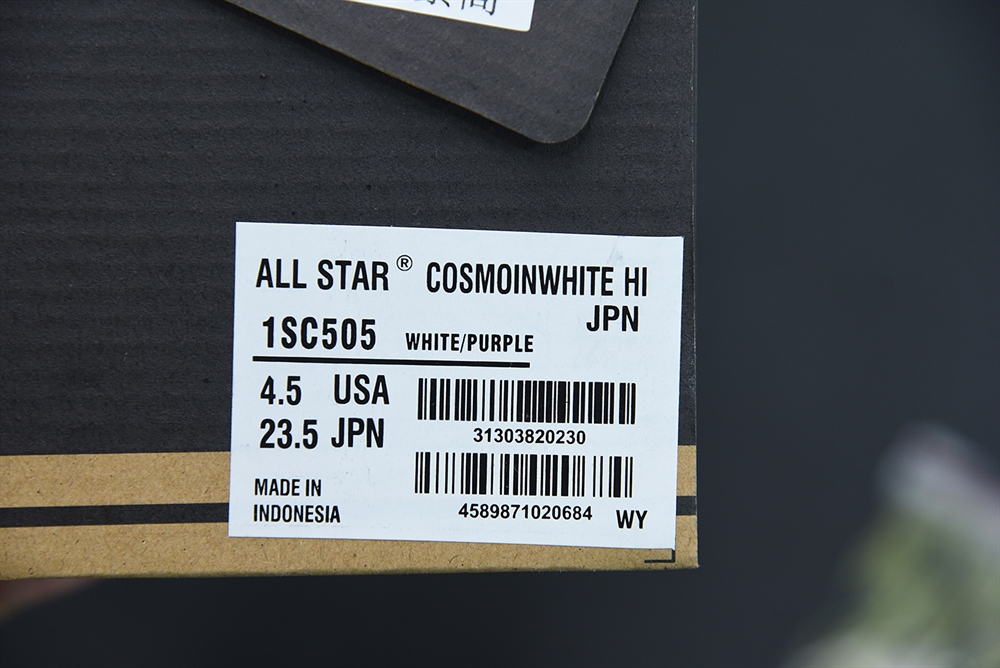 ALL STAR® COSMOINWHITE HI
JPN
1SC505 WHITE/PURPLE
4.5 USA
23.5 JPN
31303820230
4589871020684
MADE IN
INDONESIA
WY